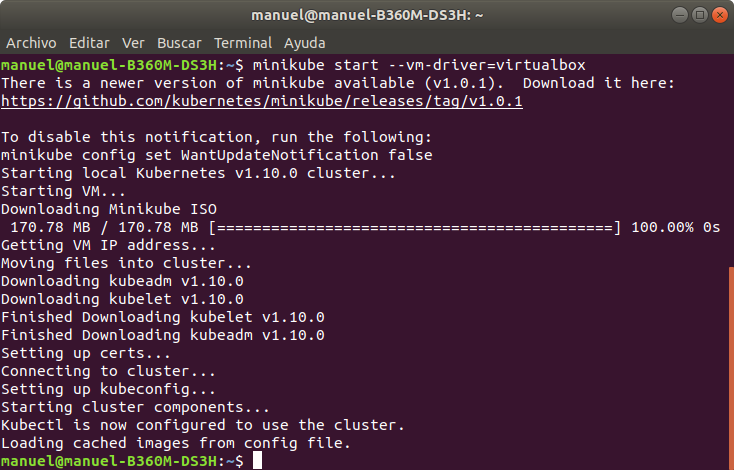 manuel@manuel-B360M-DS3H: ~
Archivo Editar Ver Buscar Terminal Ayuda
manuel@manuel-B360M-DS3H:~$ minikube start --vm-driver=virtualbox
There is a newer version of minikube available (v1.0.1).  Download it here:
https://github.com/kubernetes/minikube/releases/tag/v1.0.1

To disable this notification, run the following:
minikube config set WantUpdateNotification false
Starting local Kubernetes v1.10.0 cluster...
Starting VM...
Downloading Minikube ISO
 170.78 MB / 170.78 MB [============================================] 100.00% 0s
Getting VM IP address...
Moving files into cluster...
Downloading kubeadm v1.10.0
Downloading kubelet v1.10.0
Finished Downloading kubelet v1.10.0
Finished Downloading kubeadm v1.10.0
Setting up certs...
Connecting to cluster...
Setting up kubeconfig...
Starting cluster components...
Kubectl is now configured to use the cluster.
Loading cached images from config file.
manuel@manuel-B360M-DS3H:~$